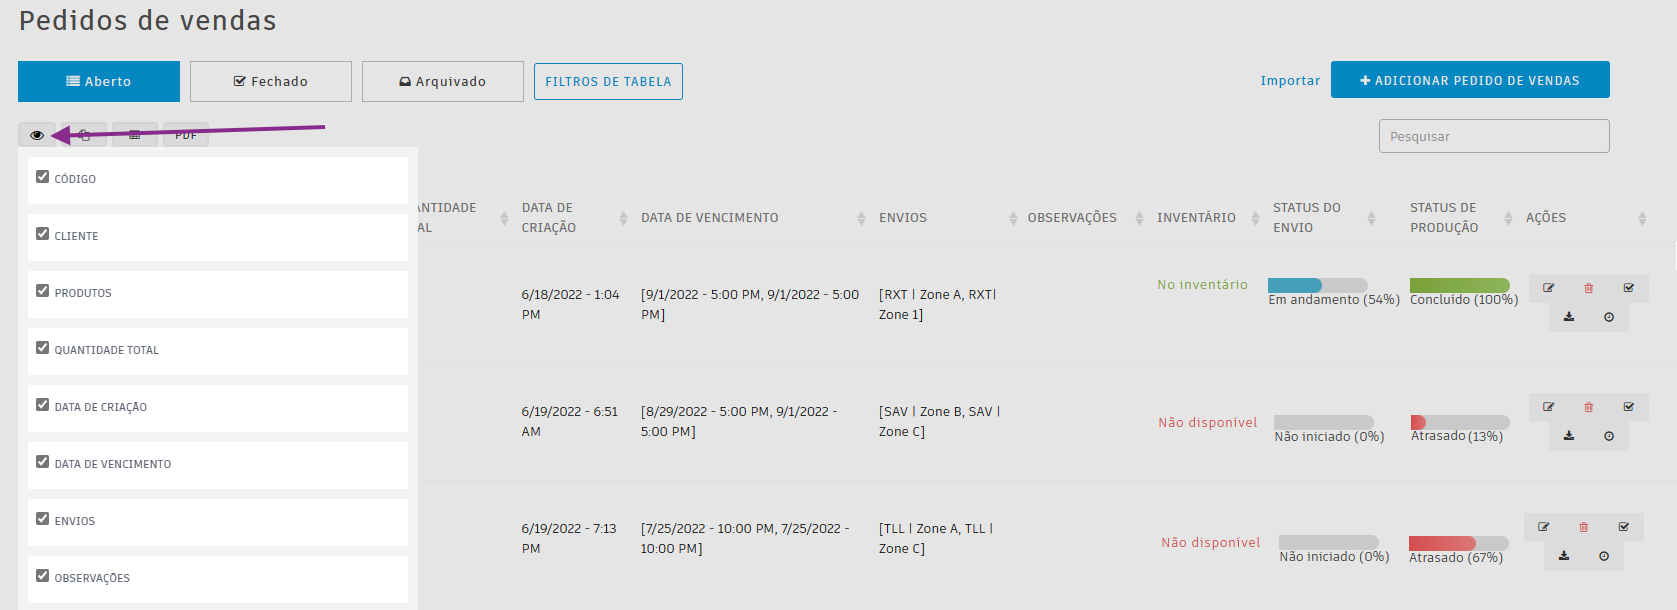 Pedidos de vendas
Aberto
Fechado
Arquivado
FILTROS DE TABELA
Importar
ADICIONAR PEDIDO DE VENDAS
PDF
Pesquisar
CÓDIGO
CLIENTE
PRODUTOS
QUANTIDADE TOTAL
DATA DE CRIAÇÃO
DATA DE VENCIMENTO
ENVIOS
OBSERVAÇÕES
NTIDADE
AL
DATA DE
CRIAÇÃO
DATA DE VENCIMENTO
ENVIOS
OBSERVAÇÕES
INVENTÁRIO
STATUS DO
ENVIO
STATUS DE
PRODUÇÃO
AÇÕES
6/18/2022 - 1:04
PM
[9/1/2022 - 5:00 PM, 9/1/2022 - 5:00
PM]
[RXT | Zone A, RXT|
Zone 1]
No inventário
Em andamento (54%)
Concluído (100%)
6/19/2022 - 6:51
AM
[8/29/2022 - 5:00 PM, 9/1/2022 -
5:00 PM]
[SAV | Zone B, SAV |
Zone C]
Não disponível
Não iniciado (0%)
Atrasado (13%)
6/19/2022 - 7:13
PM
[7/25/2022 - 10:00 PM, 7/25/2022 -
10:00 PM]
[TLL | Zone A, TLL |
Zone C]
Não disponível
Não iniciado (0%)
Atrasado (67%)